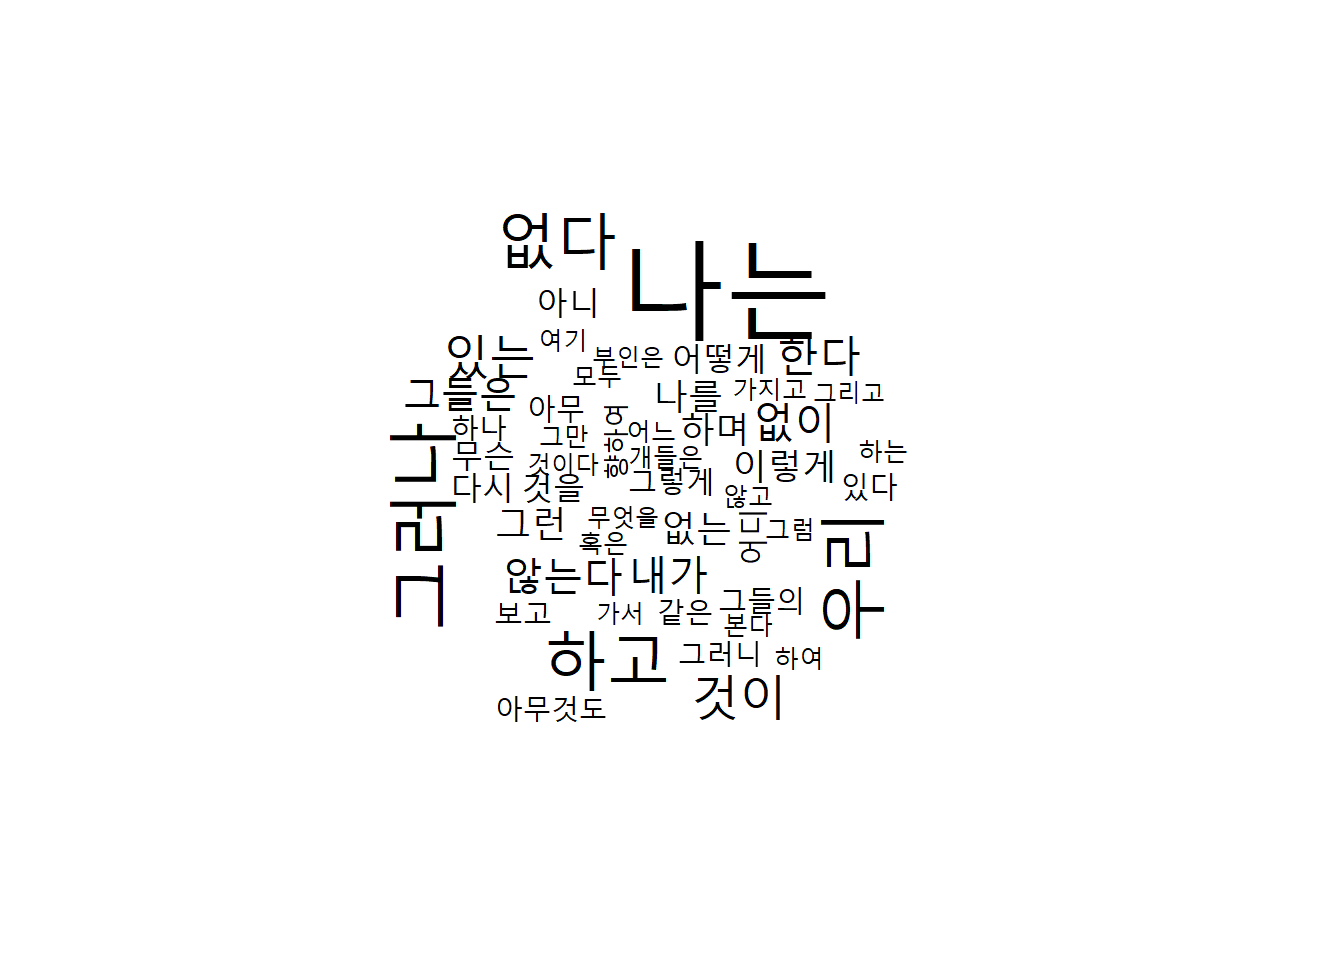 없다
나는
아니
여기
있는
부인은
어떻게
한다
모두
그들은
나를
가지고
그리고
아무
하나
그만
향하여
어느
하며
없이
그러나
무슨
것이다
개들은
이렇게
하는
다시
것을
그렇게
않고
있다
그런
무엇을
없는
그럼
우리
혹은
않는다
내가
보고
가서
같은
그들의
본다
하고
그러니
하여
것이
아무것도